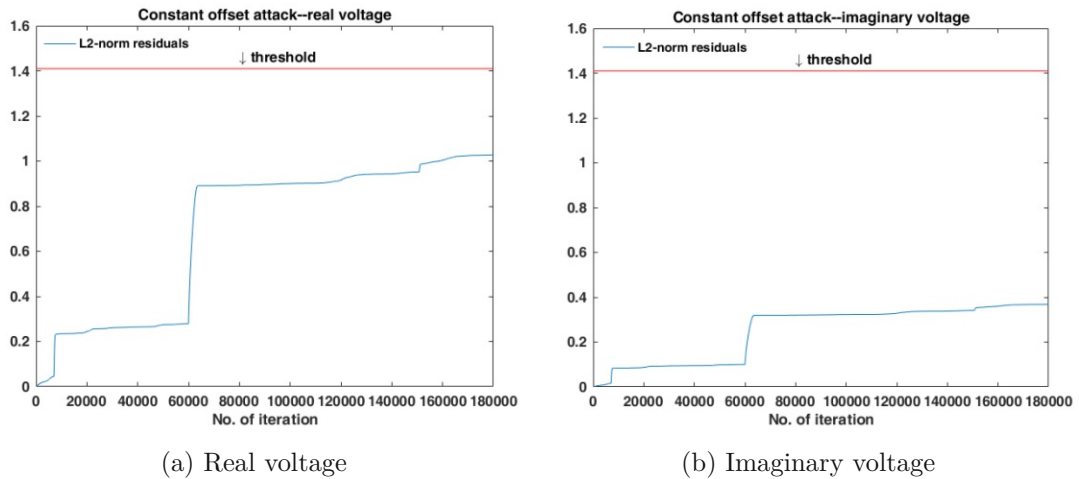 Constant offset attack--real voltage
1.6
L2-norm residuals
↓ threshold
1.4
1.2
1
0.8
0.6
0.4
0.2
0
0 20000 40000 60000 80000 100000 120000 140000 160000 180000
No. of iteration
(a) Real voltage
Constant offset attack--imaginary voltage
1.6
L2-norm residuals
↓ threshold
1.4
1.2
1
0.8
0.6
0.4
0.2
0
0 20000 40000 60000 80000 100000 120000 140000 160000 180000
No. of iteration
(b) Imaginary voltage